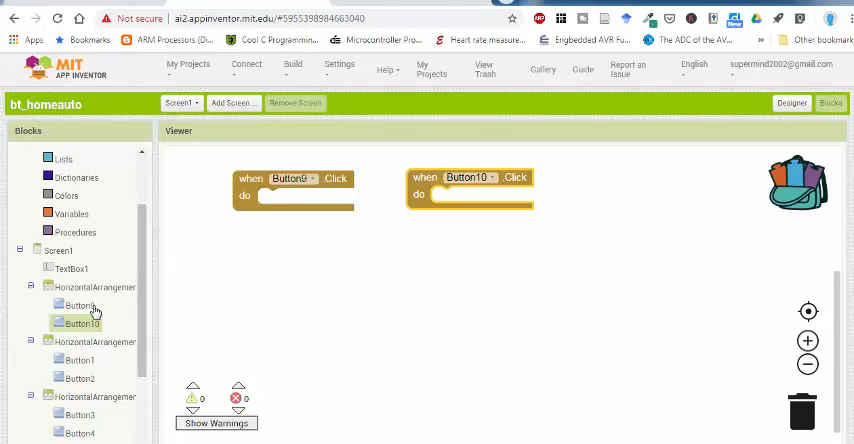 Not secure
ai2.appinventor.mit.edu/#5955398984663040
New
Apps
Bookmarks
ARM Processors (Di
Cool C Programmin...
Microcontroller Pro
Heart rate measure...
Engbedded AVR Fu...
The ADC of the AV...
»
Other bookmark
MIT
APP INVENTOR
My Projects
Connect
Build
Settings
Help
My Projects
View Trash
Gallery
Guide
Report an Issue
English
supermind2002@gmail.com
bt_homeauto
Screen1
Add Screen ...
Remove Screen
Designer
Blocks
Blocks
Viewer
Lists
Dictionaries
Colors
Variables
Procedures
Screen1
TextBox1
HorizontalArrangemen
Button9
Button10
HorizontalArrangemen
Button1
Button2
HorizontalArrangemen
Button3
Button4
when Button9 .Click
do
when Button10 .Click
do
0
0
Show Warnings